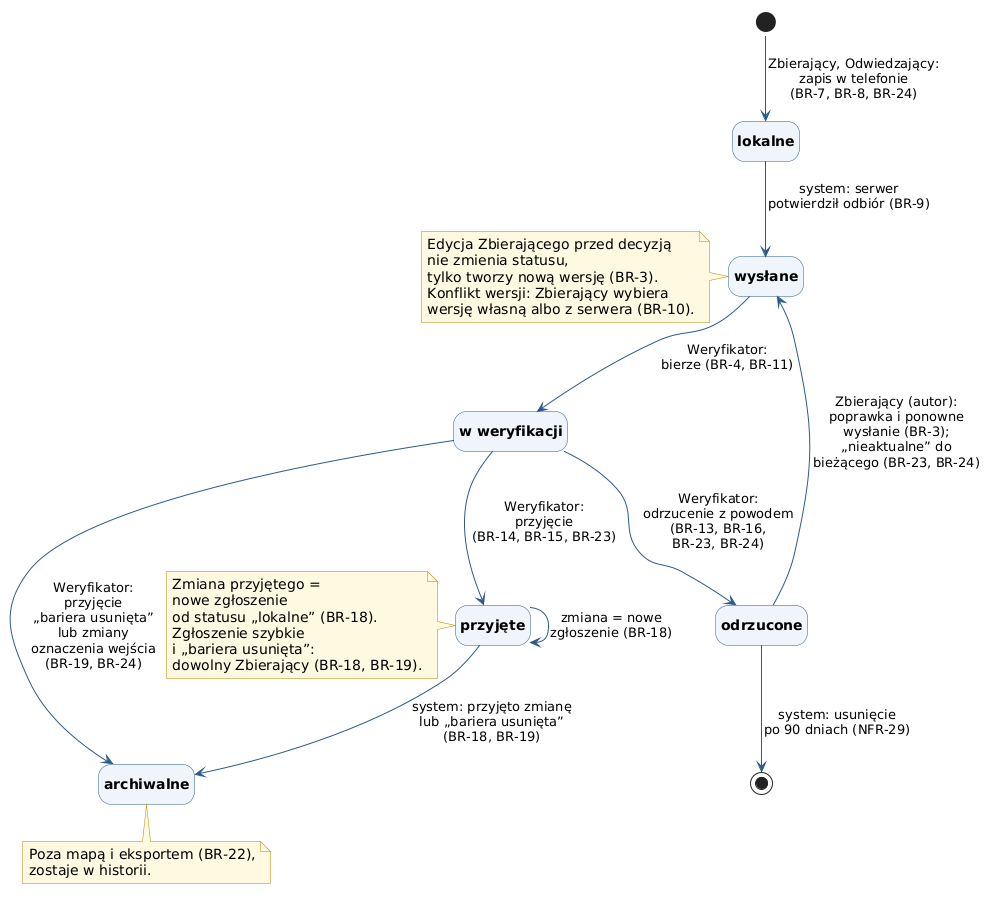 Zbierający, Odwiedzający:
zapis w telefonie
(BR-7, BR-8, BR-24)
lokalne
system: serwer
potwierdził odbiór (BR-9)
Edycja Zbierającego przed decyzją
nie zmienia statusu,
tylko tworzy nową wersję (BR-3).
Konflikt wersji: Zbierający wybiera
wersję własną albo z serwera (BR-10).
wysłane
Weryfikator:
bierze (BR-4, BR-11)
Zbierający (autor):
poprawka i ponowne
wysłanie (BR-3);
„nieaktualne” do
bieżącego (BR-23, BR-24)
w weryfikacji
Weryfikator:
przyjęcie
(BR-14, BR-15, BR-23)
Weryfikator:
odrzucenie z powodem
(BR-13, BR-16,
BR-23, BR-24)
Weryfikator:
przyjęcie
„bariera usunięta”
lub zmiany
oznaczenia wejścia
(BR-19, BR-24)
Zmiana przyjętego =
nowe zgłoszenie
od statusu „lokalne” (BR-18).
Zgłoszenie szybkie
i „bariera usunięta”:
dowolny Zbierający (BR-18, BR-19).
przyjęte
zmiana = nowe
zgłoszenie (BR-18)
odrzucone
system: przyjęto zmianę
lub „bariera usunięta”
(BR-18, BR-19)
system: usunięcie
po 90 dniach (NFR-29)
archiwalne
Poza mapą i eksportem (BR-22),
zostaje w historii.